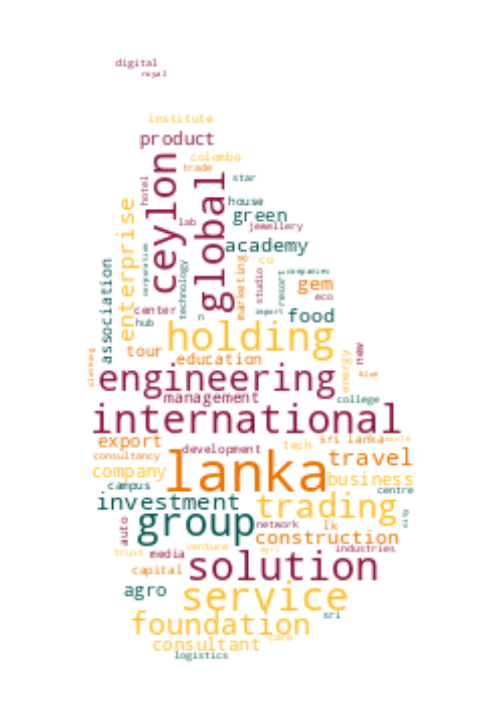 digital
royal
institute
product
colombo
trade
star
hotel
ceylon
global
house
green
lab
jewellery
academy
enterprise
corporation
technology
marketing
co
studio
companies
resort
gem
eco
association
center
hub
n
import
food
holding
tour
education
energy
new
clothing
engineering
blue
management
college
international
export
sri lanka
world
development
tech
consultancy
travel
company
lanka
business
campus
centre
investment
trading
city
auto
group
network
lk
construction
trust
media
venture
agri
industries
capital
solution
agro
service
sri
foundation
care
consultant
logistics